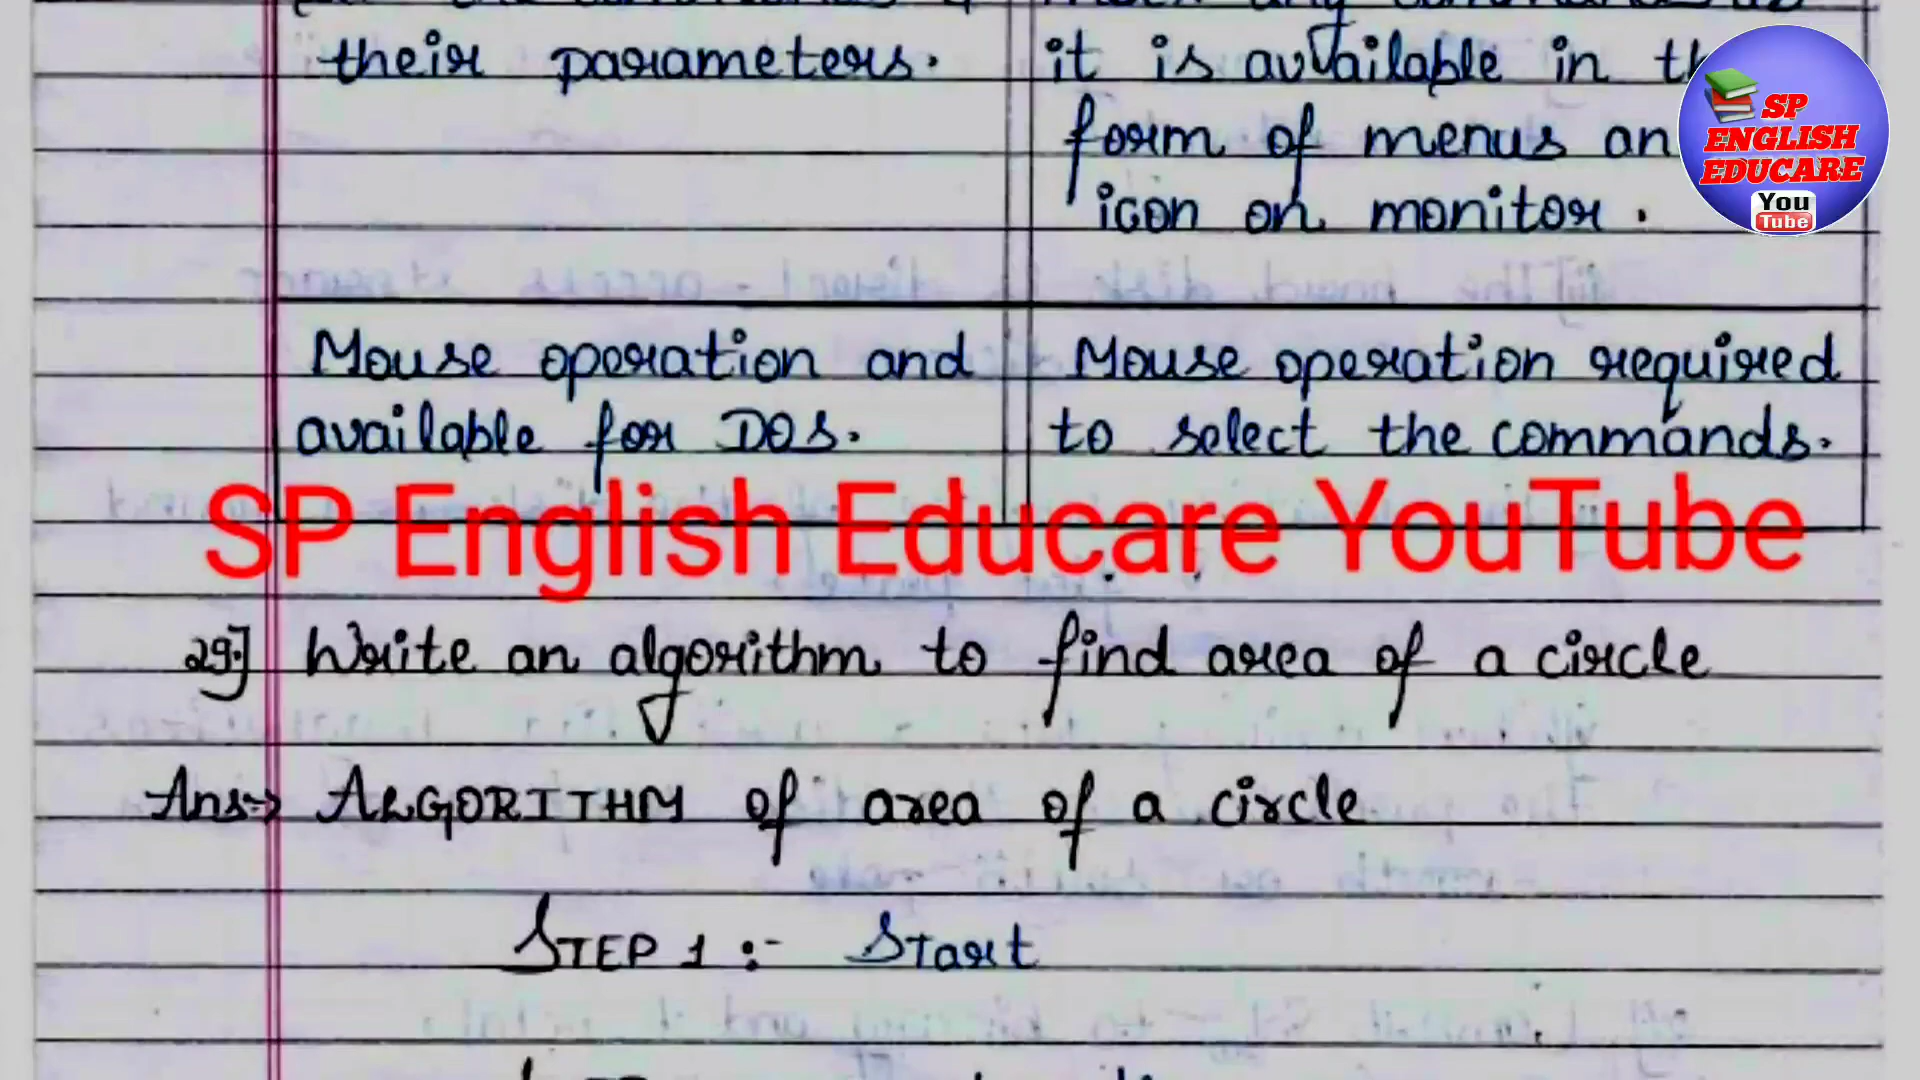 their parameters.
it is available in
form of menus
icon on monitor.
Mouse operation and
available for DOS.
Mouse operation required
to select the commands.
SP
ENGLISH
EDUCARE
You
Tube
SP English Educare YouTube
29.] Write an algorithm to find area of a circle
Ans:→ ALGORITHM of area of a circle
STEP 1 :- START